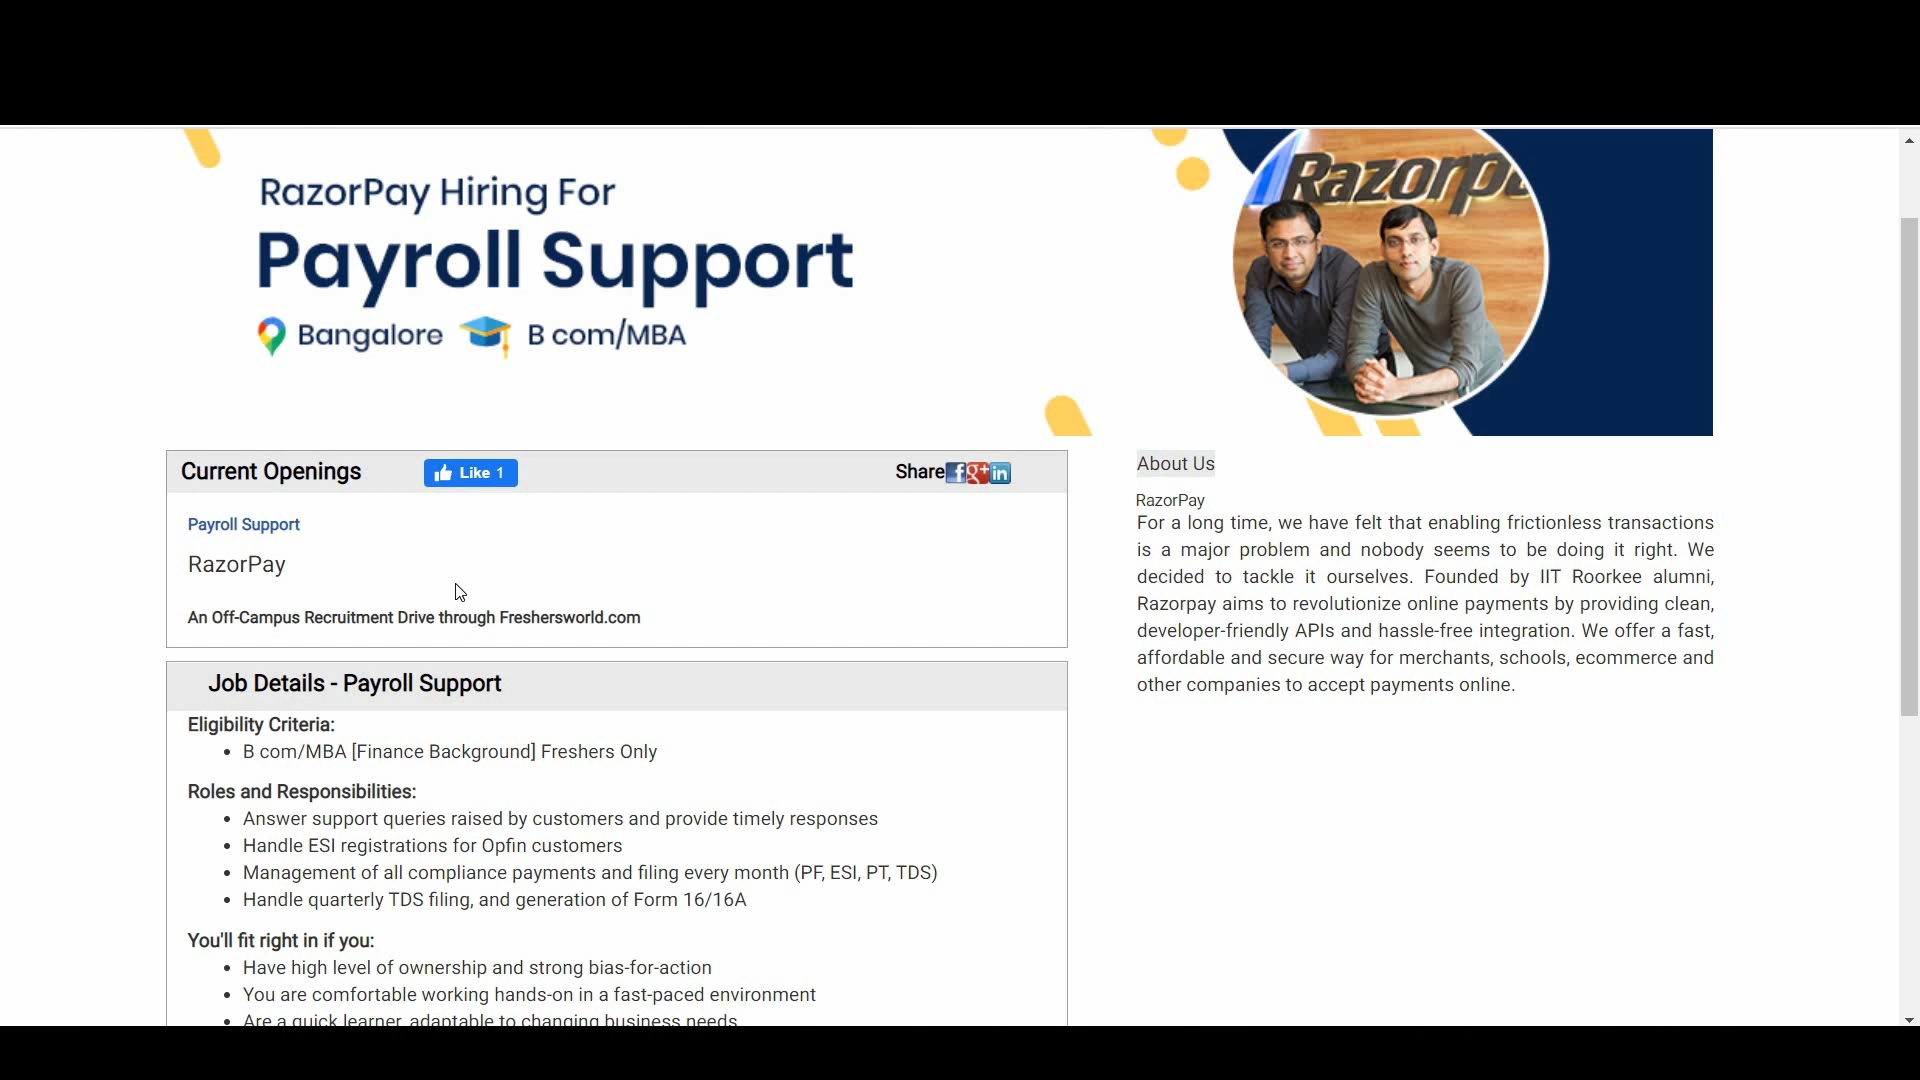 RazorPay Hiring For
Payroll Support
Bangalore B com/MBA
Razorpa
Current Openings
Like 1
Share
Payroll Support
RazorPay
An Off-Campus Recruitment Drive through Freshersworld.com
Job Details - Payroll Support
Eligibility Criteria:
• B com/MBA [Finance Background] Freshers Only
Roles and Responsibilities:
• Answer support queries raised by customers and provide timely responses
• Handle ESI registrations for Opfin customers
• Management of all compliance payments and filing every month (PF, ESI, PT, TDS)
• Handle quarterly TDS filing, and generation of Form 16/16A
You'll fit right in if you:
• Have high level of ownership and strong bias-for-action
• You are comfortable working hands-on in a fast-paced environment
• Are a quick learner, adaptable to changing business needs
About Us
RazorPay
For a long time, we have felt that enabling frictionless transactions
is a major problem and nobody seems to be doing it right. We
decided to tackle it ourselves. Founded by IIT Roorkee alumni,
Razorpay aims to revolutionize online payments by providing clean,
developer-friendly APIs and hassle-free integration. We offer a fast,
affordable and secure way for merchants, schools, ecommerce and
other companies to accept payments online.